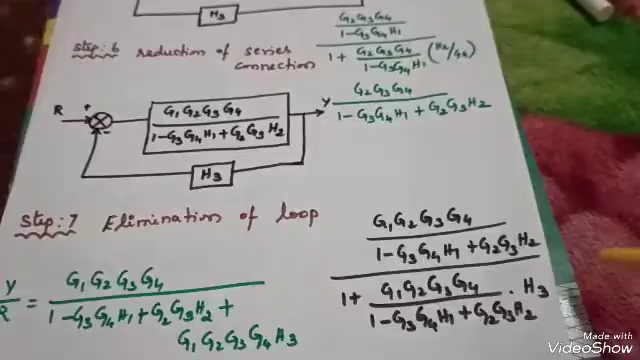 H3
Step: 6 Reduction of series
connection
G2G3G4
1-G3G4H1
1 + G2G3G4 (H2/G4)
1-G3G4H1
G2G3G4
1-G3G4H1 + G2G3H2
R + - G1G2G3G4 Y
1-G3G4H1 + G2G3H2
H3
Step: 7 Elimination of loop
G1G2G3G4
1-G3G4H1 + G2G3H2
1 + G1G2G3G4 . H3
1-G3G4H1 + G2G3H2
Y = G1G2G3G4
R 1-G3G4H1 + G2G3H2 +
G1G2G3G4H3
Made with
VideoShow